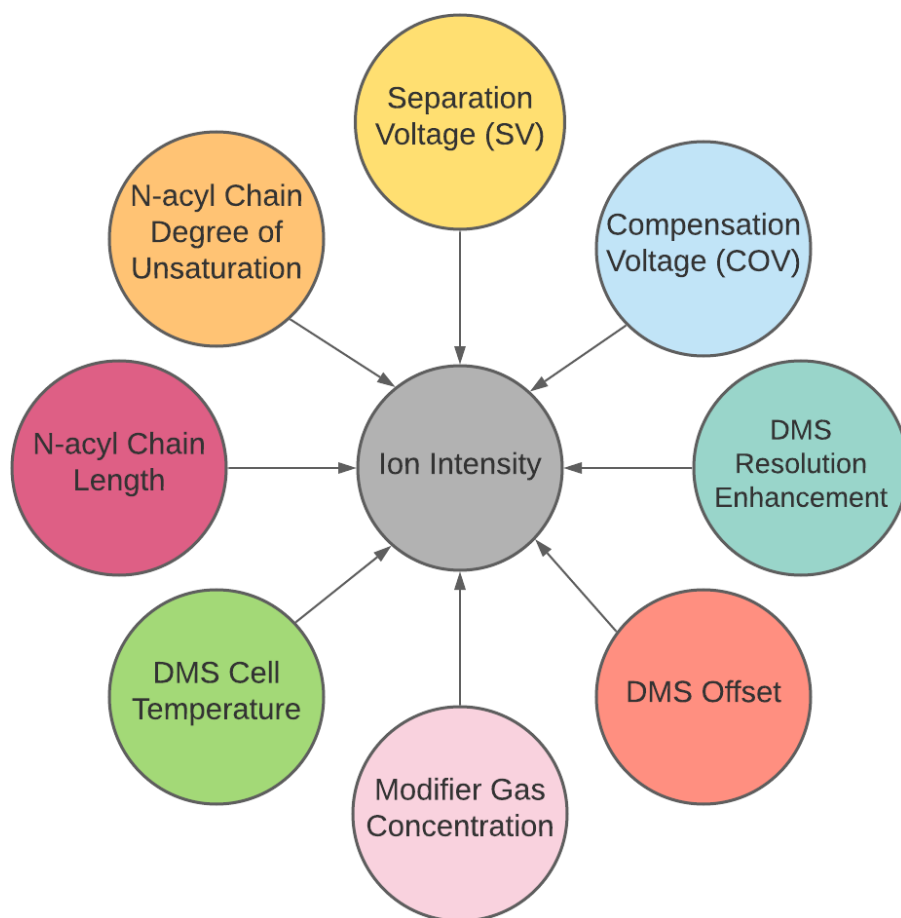 Separation
Voltage (SV)
N-acyl Chain
Degree of
Unsaturation
Compensation
Voltage (COV)
N-acyl Chain
Length
Ion Intensity
DMS
Resolution
Enhancement
DMS Cell
Temperature
DMS Offset
Modifier Gas
Concentration